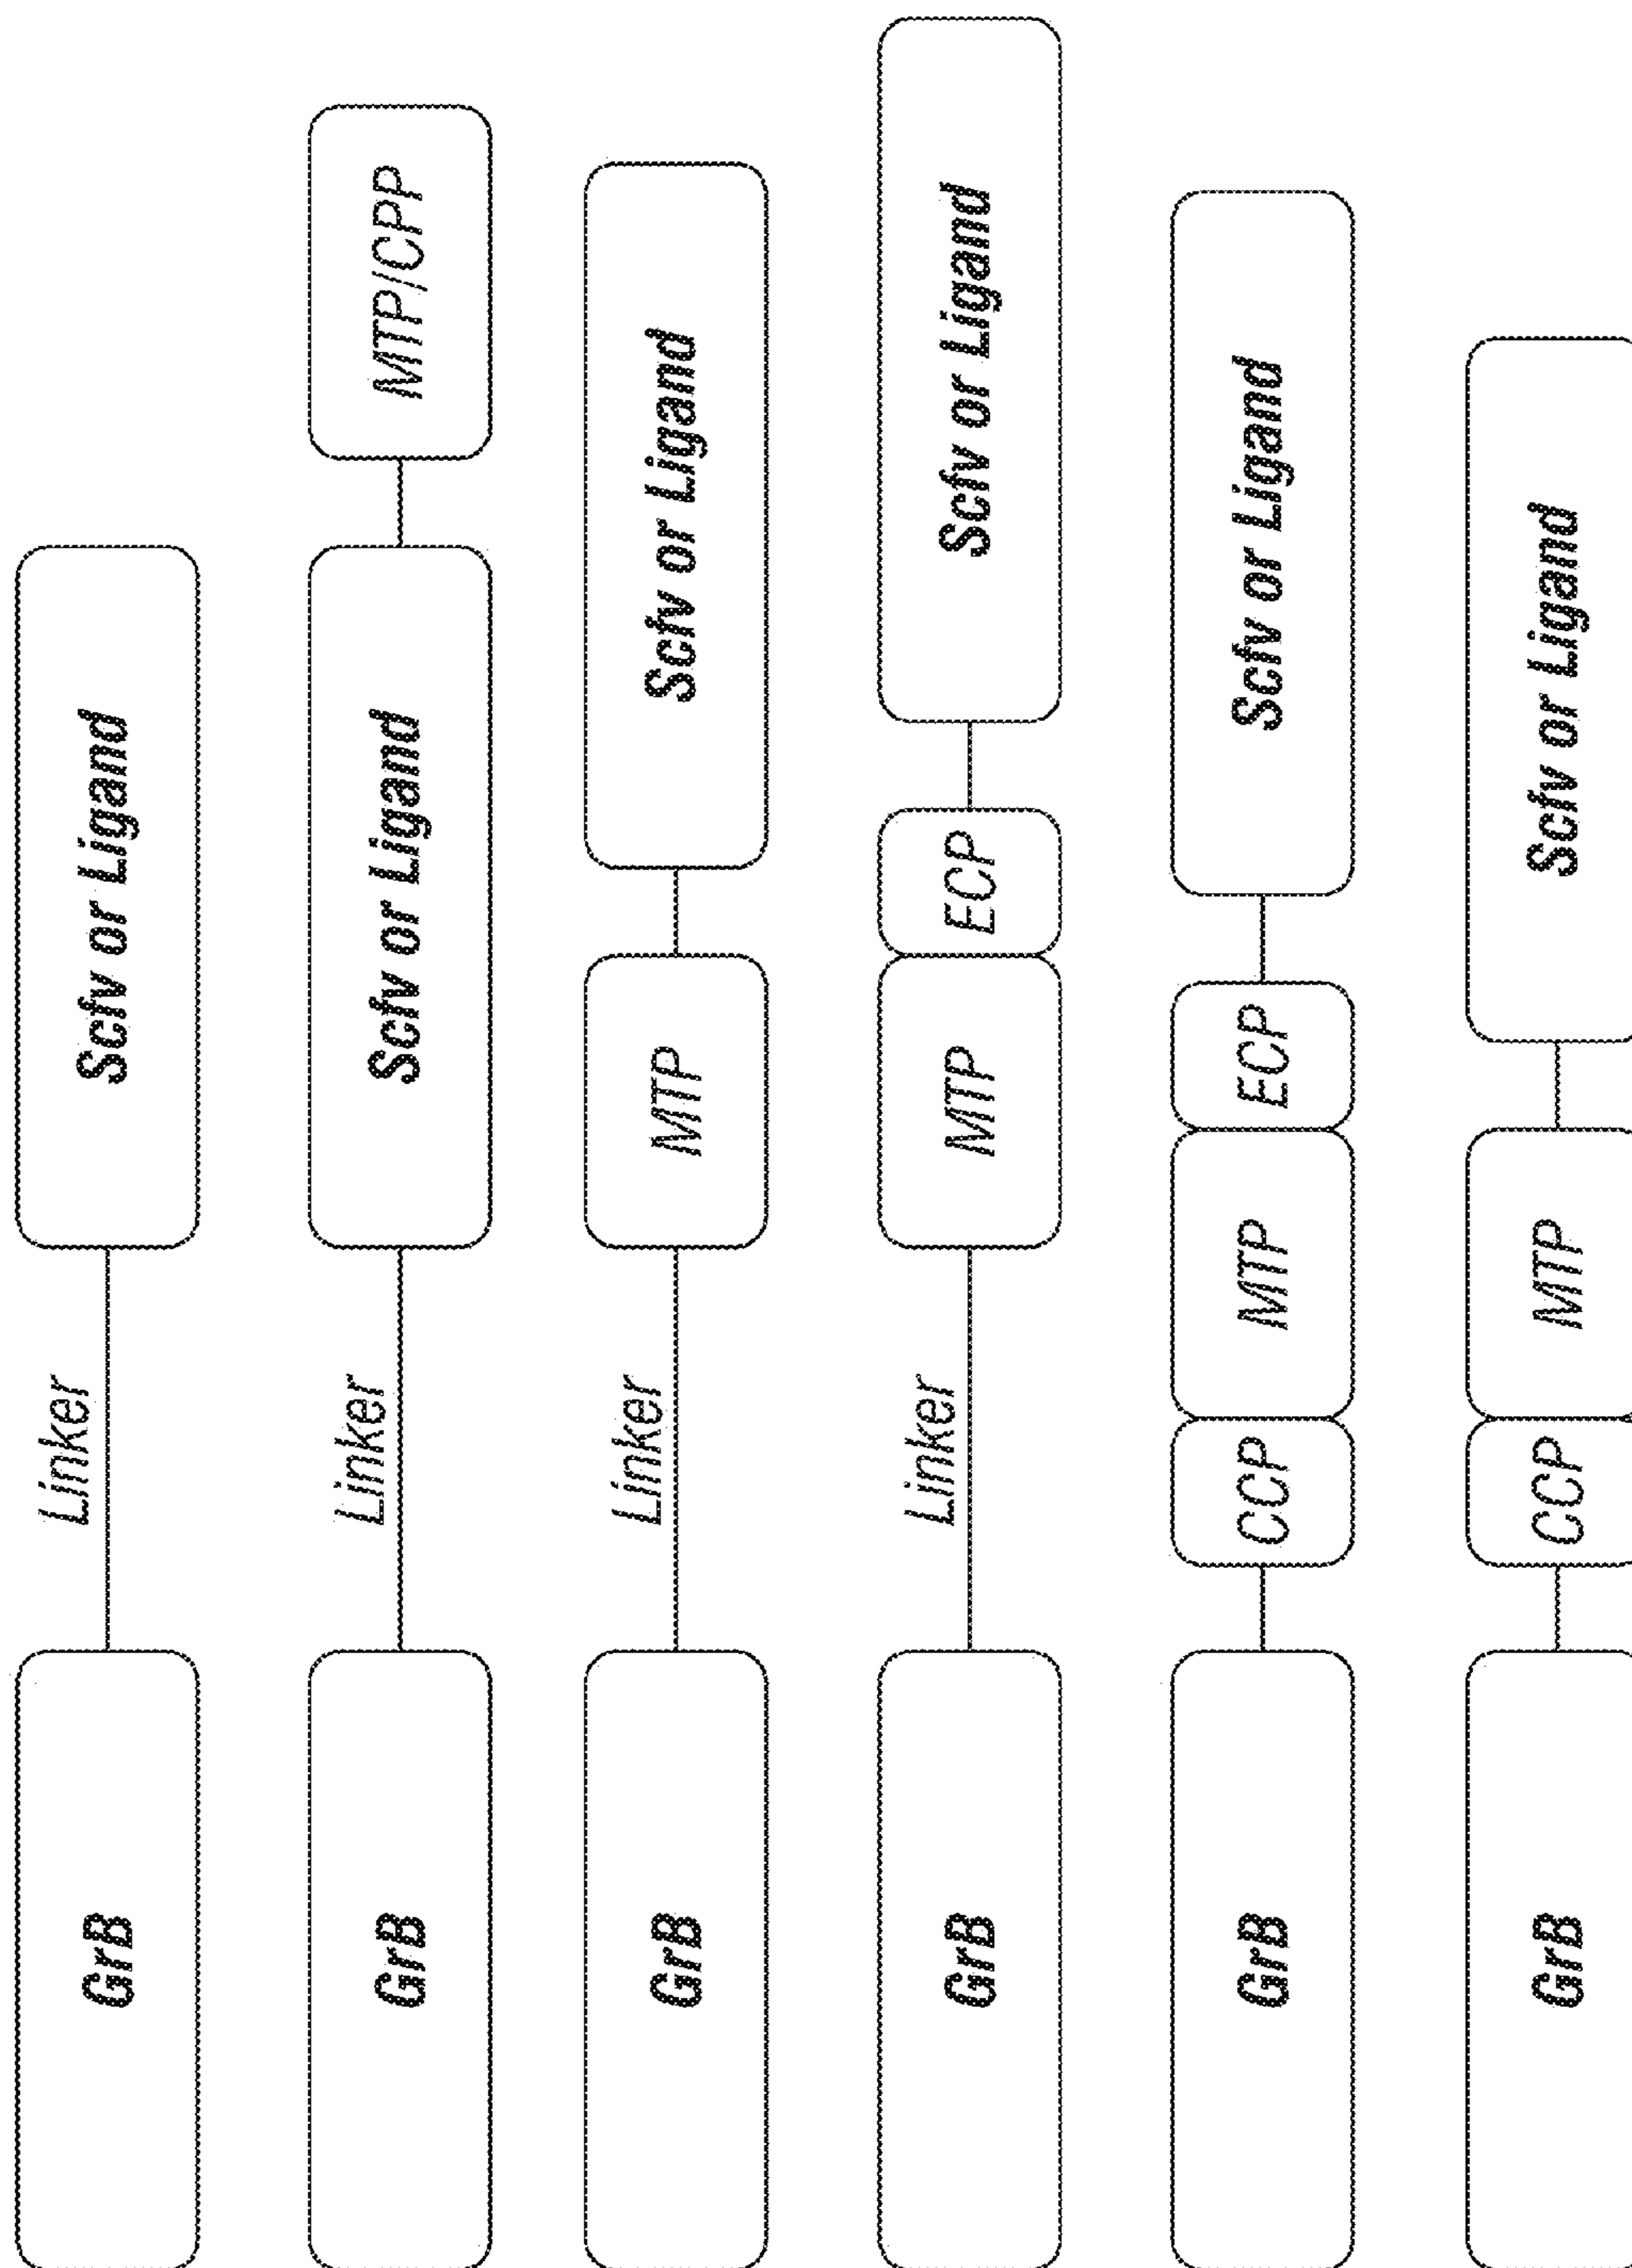 GrB Linker Scfv or Ligand
GrB Linker Scfv or Ligand MTP/CPP
GrB Linker MTP Scfv or Ligand
GrB Linker MTP ECP Scfv or Ligand
GrB CCP MTP ECP Scfv or Ligand
GrB CCP MTP Scfv or Ligand